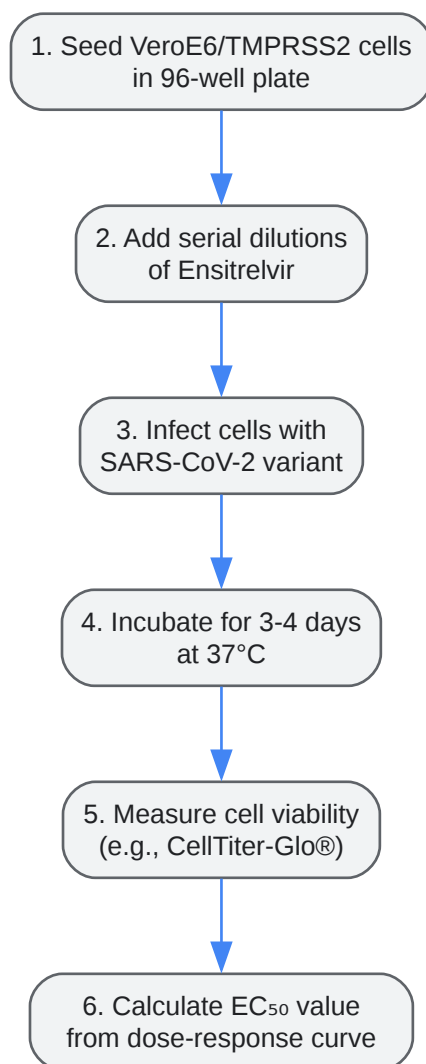 1. Seed VeroE6/TMPRSS2 cells
in 96-well plate
2. Add serial dilutions
of Ensitrelvir
3. Infect cells with
SARS-CoV-2 variant
4. Incubate for 3-4 days
at 37°C
5. Measure cell viability
(e.g., CellTiter-Glo®)
6. Calculate EC₅₀ value
from dose-response curve